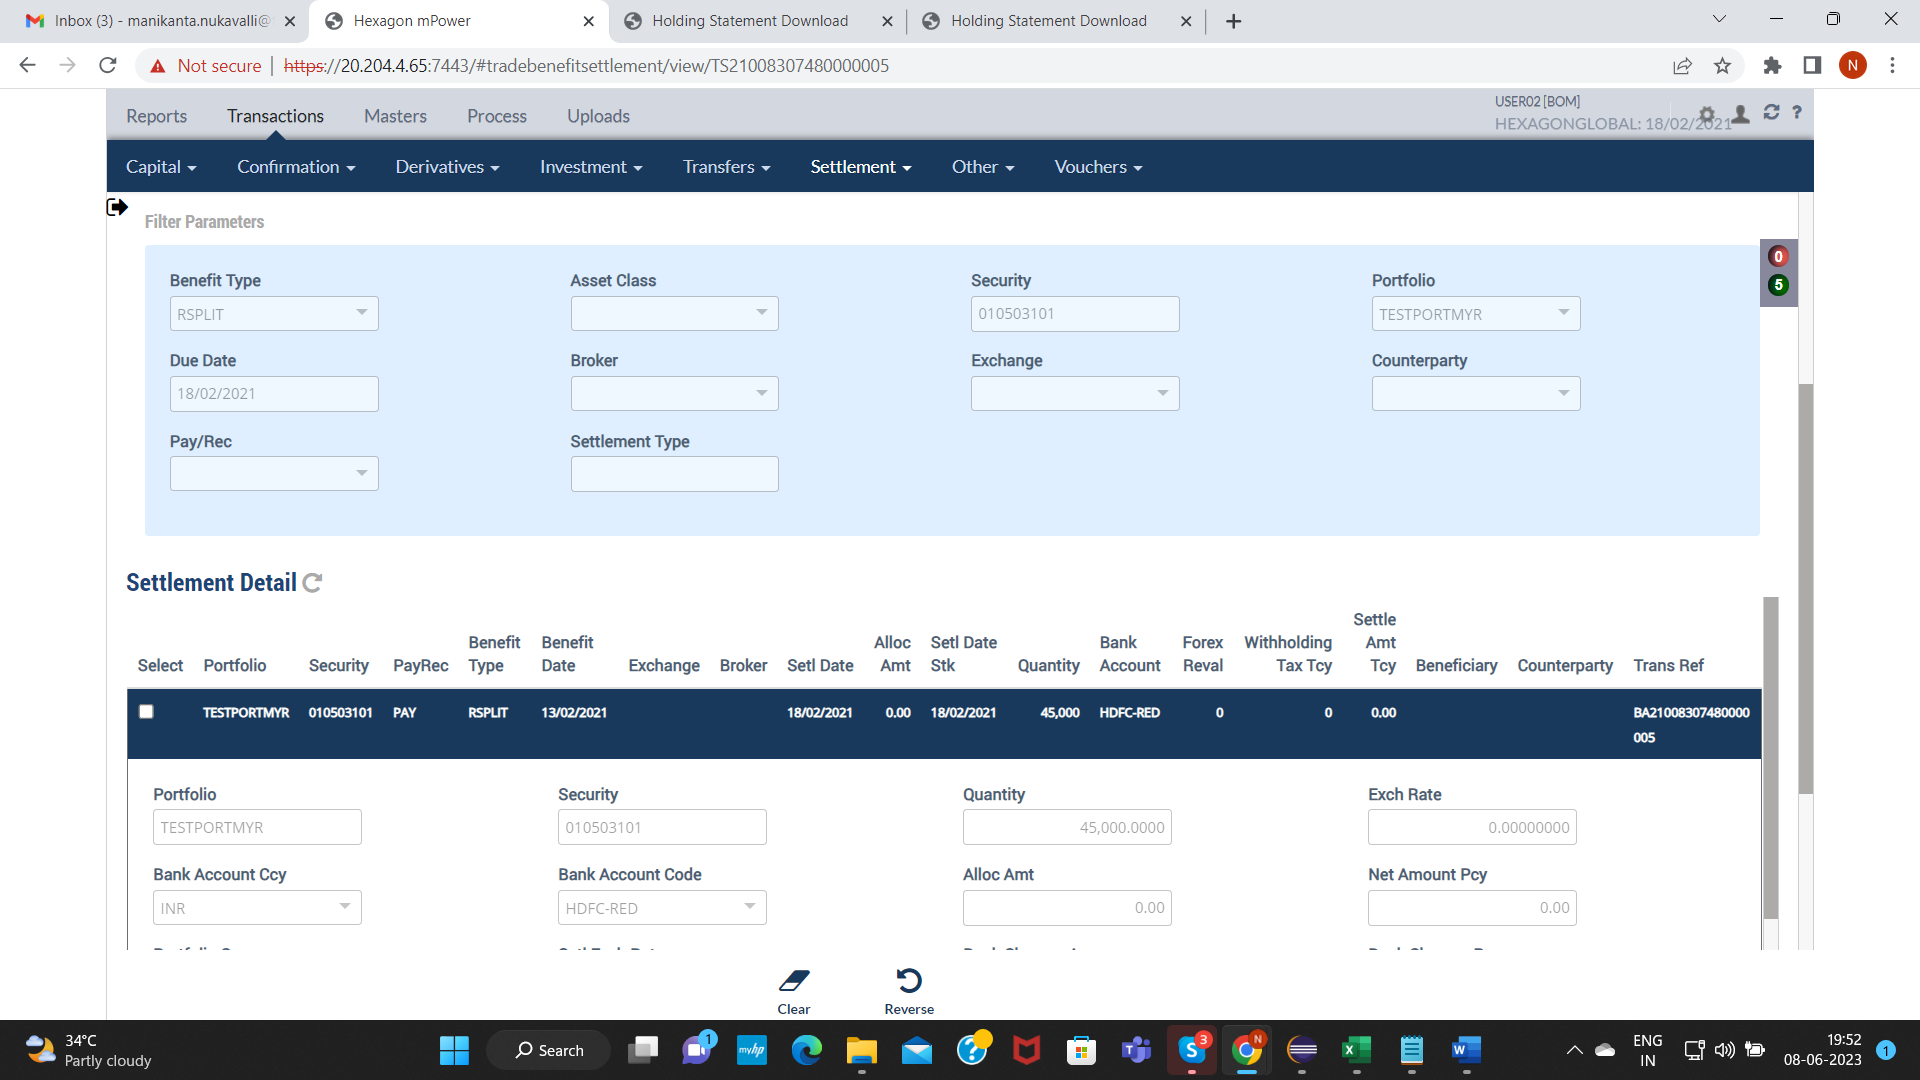 Inbox (3) - manikanta.nukavalli@
Hexagon mPower
Holding Statement Download
Holding Statement Download
Not secure | https://20.204.4.65:7443/#tradebenefitsettlement/view/TS21008307480000005
N
Reports Transactions Masters Process Uploads
USER02 [BOM]
HEXAGONGLOBAL: 18/02/2021
?
Capital Confirmation Derivatives Investment Transfers Settlement Other Vouchers
Filter Parameters
0
5
Benefit Type Asset Class Security Portfolio
RSPLIT 010503101 TESTPORTMYR
Due Date Broker Exchange Counterparty
18/02/2021
Pay/Rec Settlement Type
Settlement Detail
Select Portfolio Security PayRec Benefit Type Benefit Date Exchange Broker Setl Date Alloc Amt Setl Date Stk Quantity Bank Account Forex Reval Withholding Tax Tcy Settle Amt Tcy Beneficiary Counterparty Trans Ref
TESTPORTMYR 010503101 PAY RSPLIT 13/02/2021 18/02/2021 0.00 18/02/2021 45,000 HDFC-RED 0 0 0.00 BA21008307480000
005
Portfolio Security Quantity Exch Rate
TESTPORTMYR 010503101 45,000.0000 0.00000000
Bank Account Ccy Bank Account Code Alloc Amt Net Amount Pcy
INR HDFC-RED 0.00 0.00
Clear Reverse
34°C
Partly cloudy
Search
1
myhp
3
N
ENG
IN
19:52
08-06-2023
1